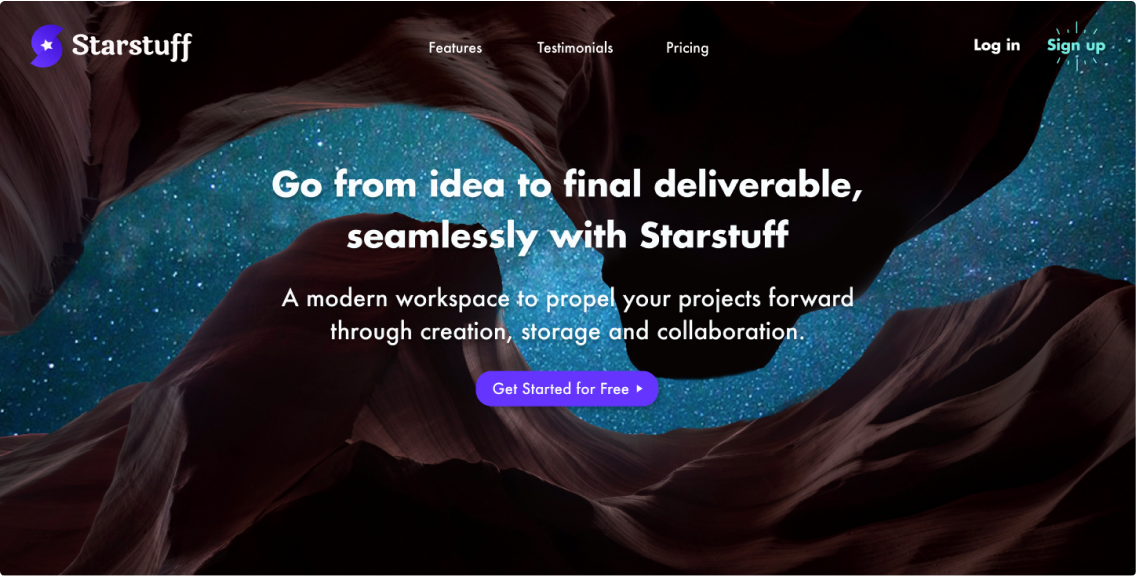 Starstuff
Features
Testimonials
Pricing
Log in
Sign up
Go from idea to final deliverable,
seamlessly with Starstuff
A modern workspace to propel your projects forward
through creation, storage and collaboration.
Get Started for Free